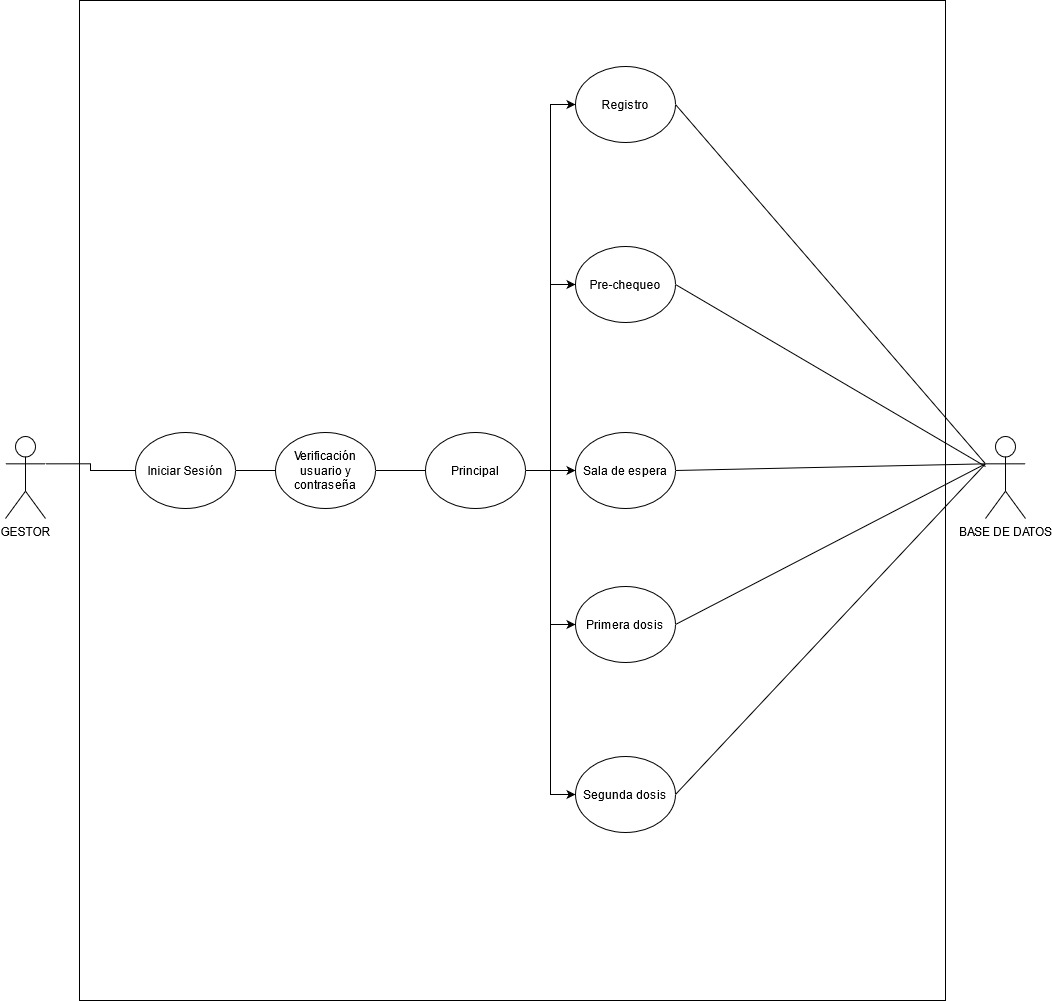 Registro
Pre-chequeo
GESTOR
Iniciar Sesión
Verificación
usuario y
contraseña
Principal
Sala de espera
BASE DE DATOS
Primera dosis
Segunda dosis